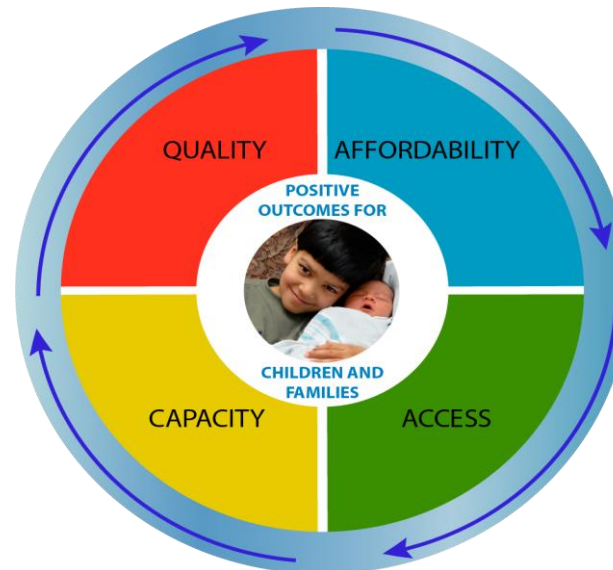 QUALITY
AFFORDABILITY
POSITIVE
OUTCOMES FOR
CHILDREN AND
FAMILIES
CAPACITY
ACCESS